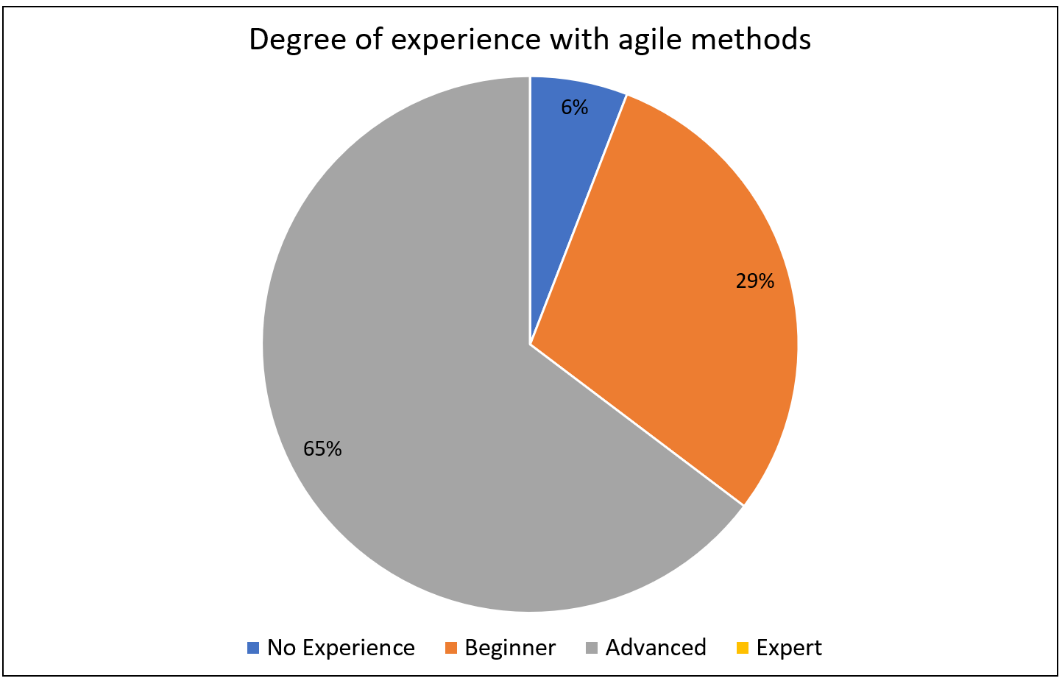 Degree of experience with agile methods
6%
29%
65%
No Experience Beginner Advanced Expert